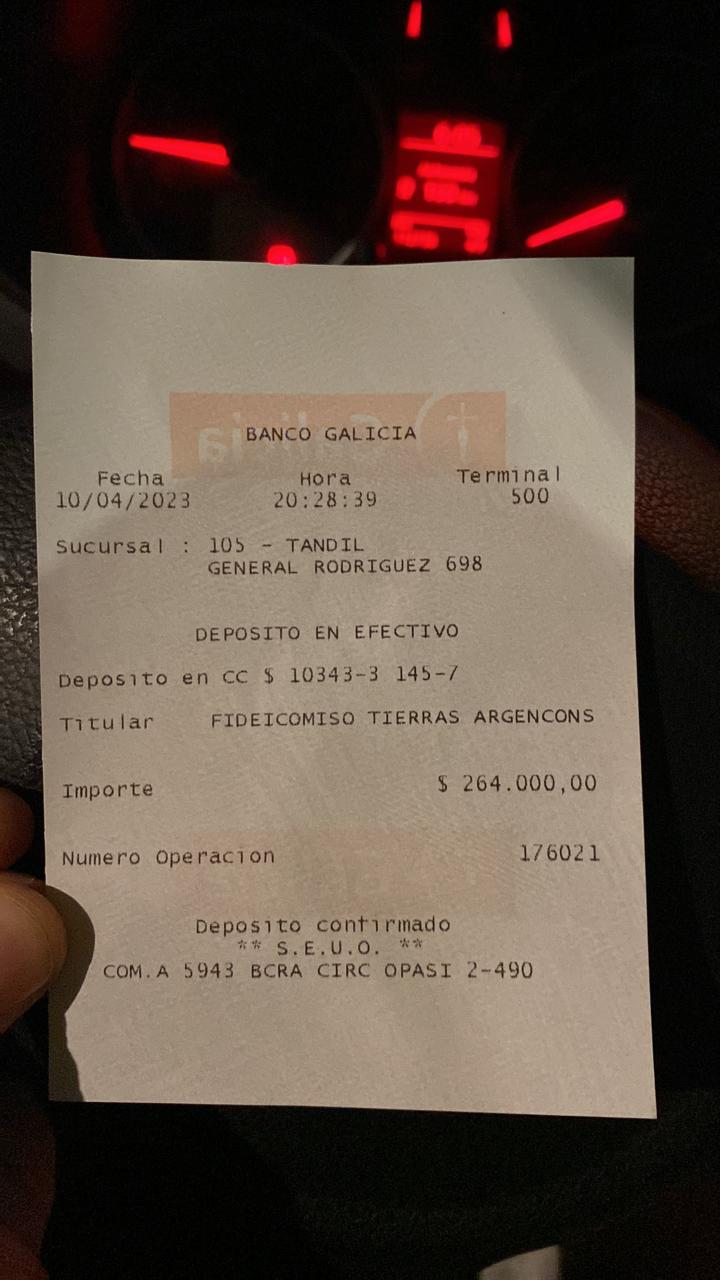 BANCO GALICIA
Fecha Hora Terminal
10/04/2023 20:28:39 500
Sucursal : 105 - TANDIL
GENERAL RODRIGUEZ 698
DEPOSITO EN EFECTIVO
Deposito en CC $ 10343-3 145-7
Titular FIDEICOMISO TIERRAS ARGENCONS
Importe $ 264.000,00
Numero Operacion 176021
Deposito confirmado
** S.E.U.O. **
COM.A 5943 BCRA CIRC OPASI 2-490